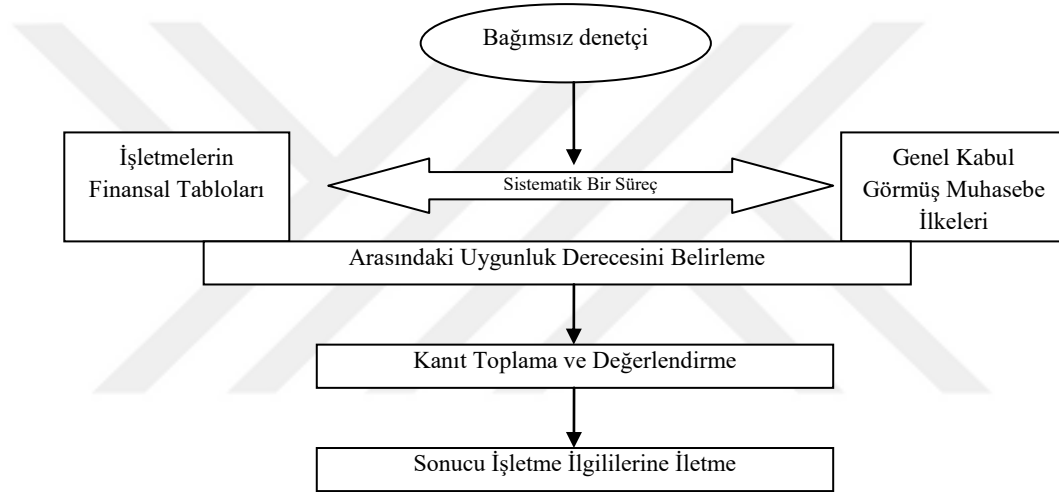 Bağımsız denetçi
İşletmelerin
Finansal Tabloları
Sistematik Bir Süreç
Genel Kabul
Görmüş Muhasebe
İlkeleri
Arasındaki Uygunluk Derecesini Belirleme
Kanıt Toplama ve Değerlendirme
Sonucu İşletme İlgililerine İletme